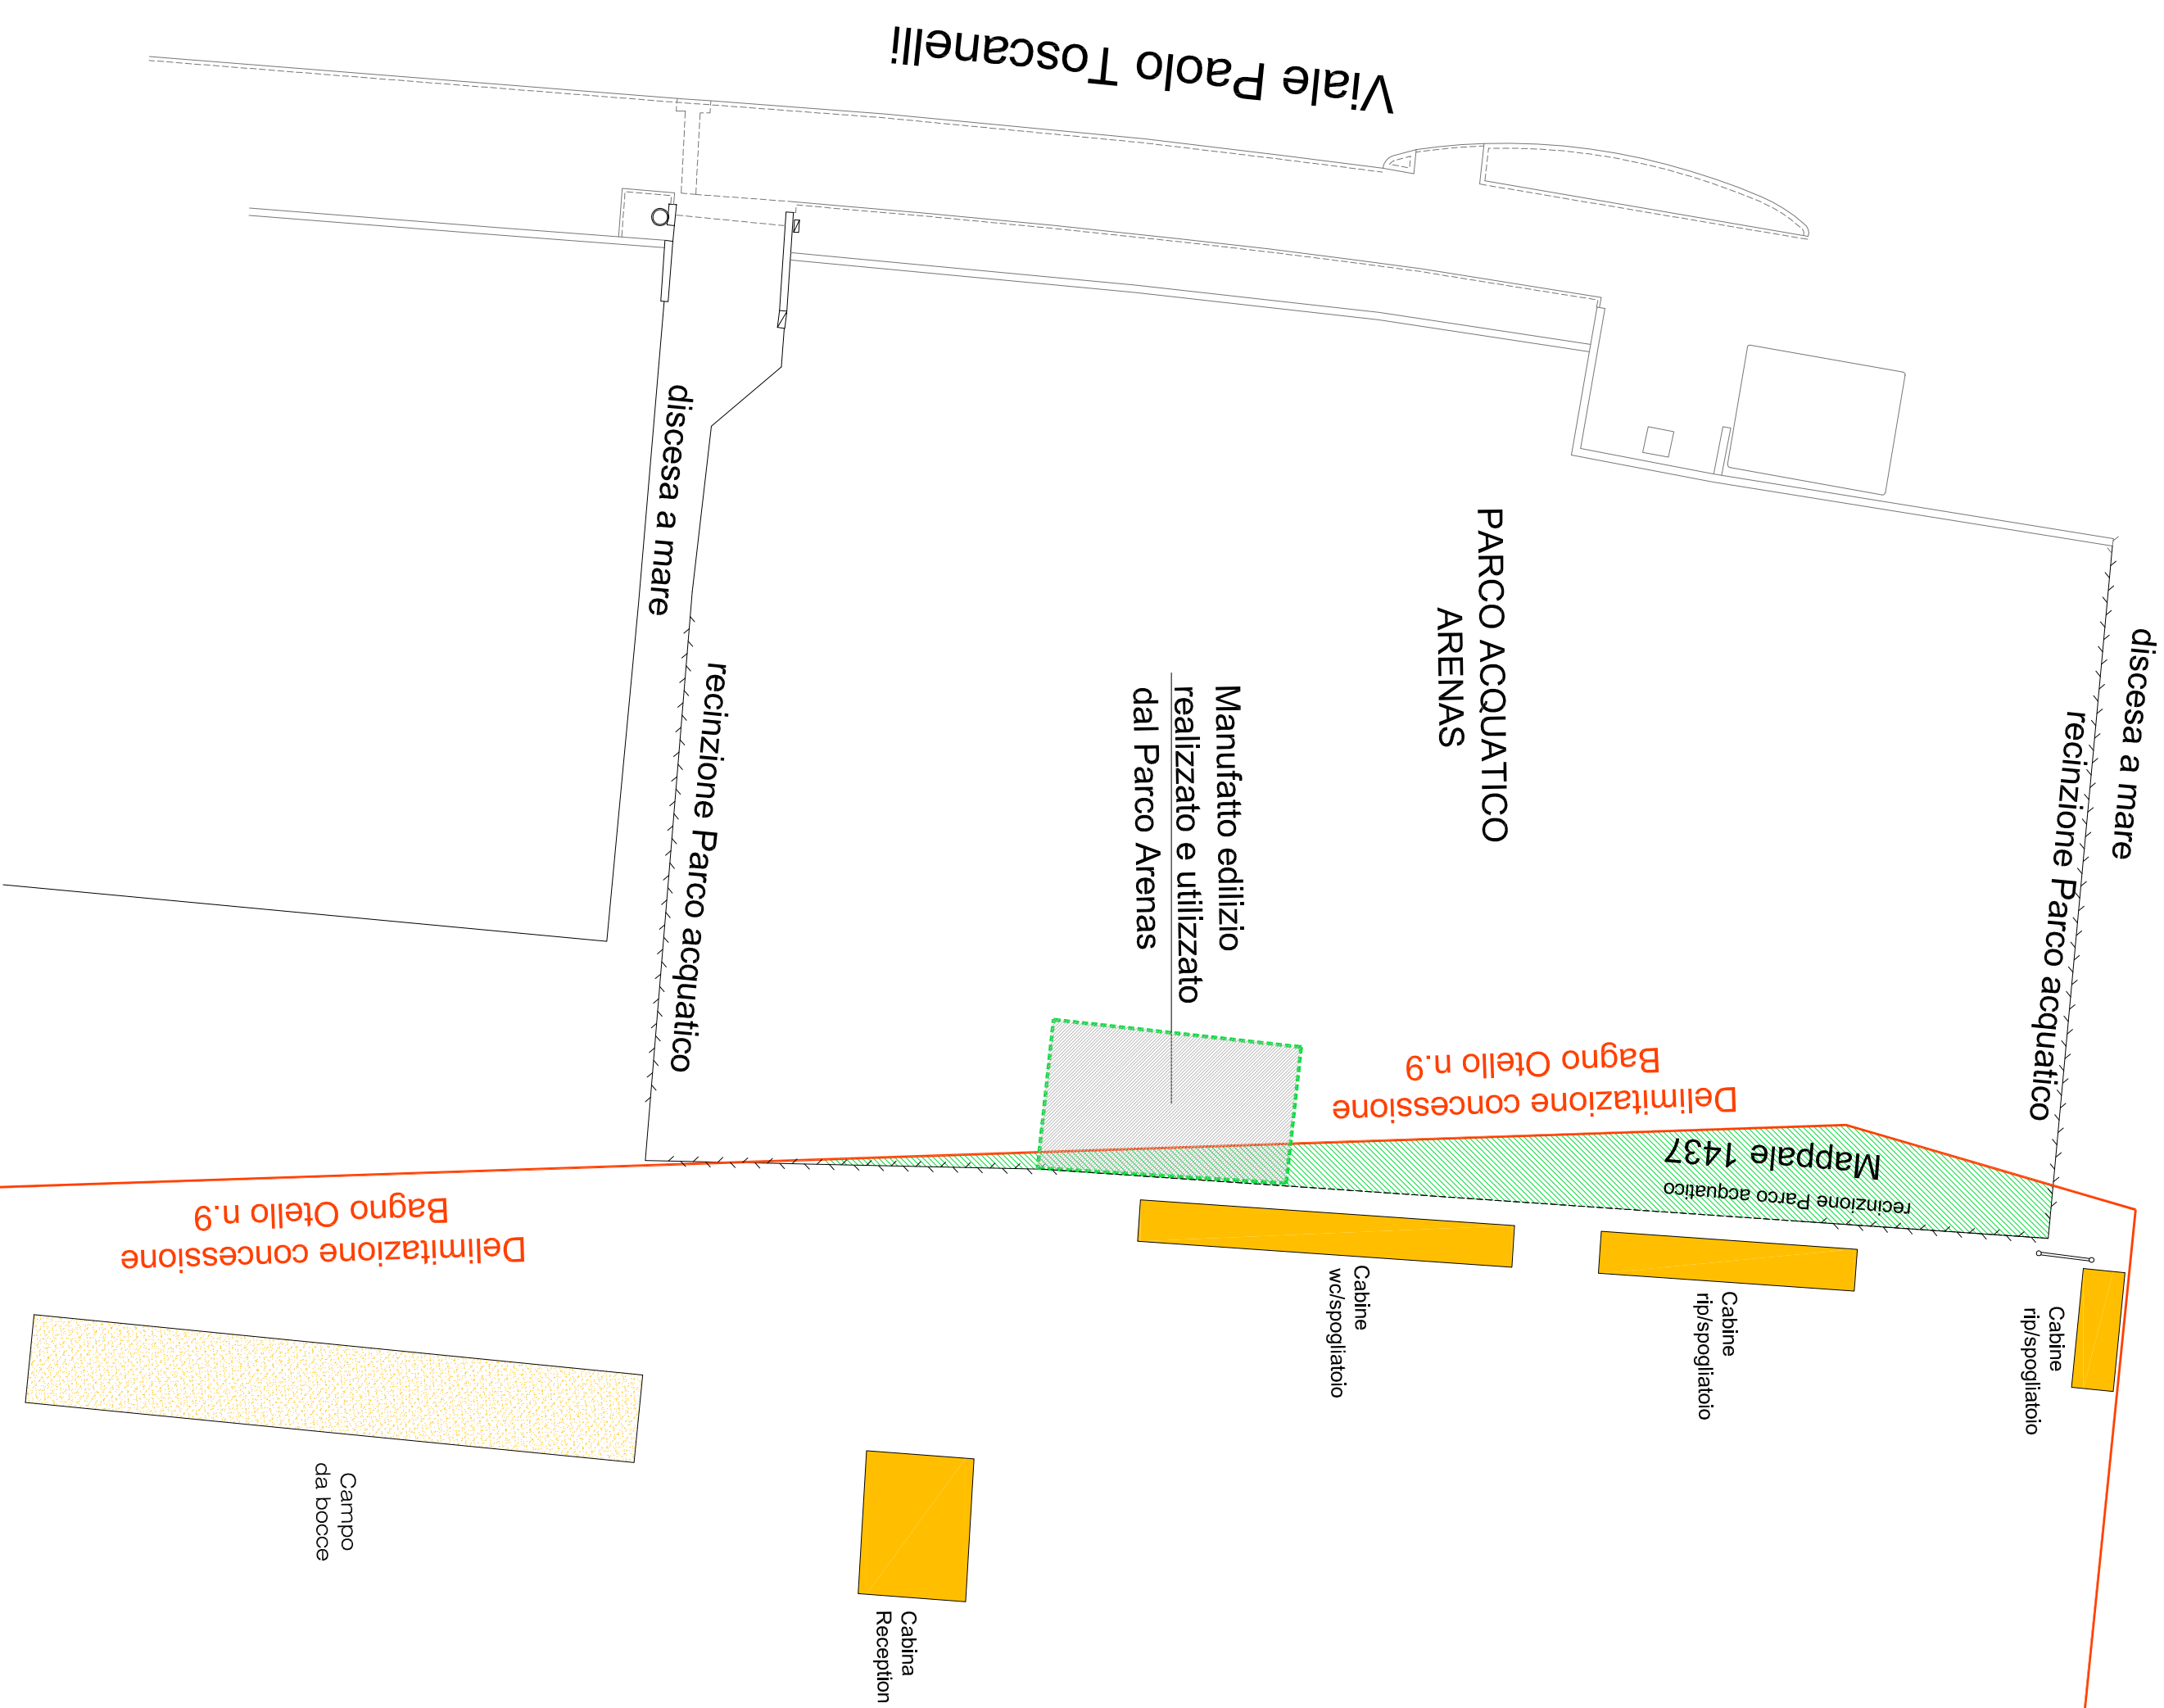 Viale Paolo Toscanelli
discesa a mare
recinzione Parco acquatico
PARCO ACQUATICO
ARENAS
Manufatto edilizio
realizzato e utilizzato
dal Parco Arenas
discesa a mare
recinzione Parco acquatico
Delimitazione concessione
Bagno Otello n.9
Mappale 1437
recinzione Parco acquatico
Delimitazione concessione
Bagno Otello n.9
Cabine
wc/spogliatoio
Cabine
rip/spogliatoio
Cabine
rip/spogliatoio
Campo
da bocce
Cabina
Reception